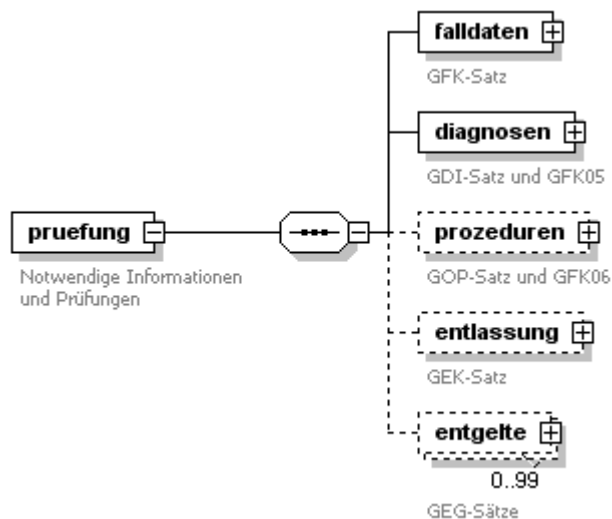 falldaten
GFK-Satz
diagnosen
GDI-Satz und GFK05
pruefung
Notwendige Informationen
und Prüfungen
prozeduren
GOP-Satz und GFK06
entlassung
GEK-Satz
entgelte
0..99
GEG-Sätze